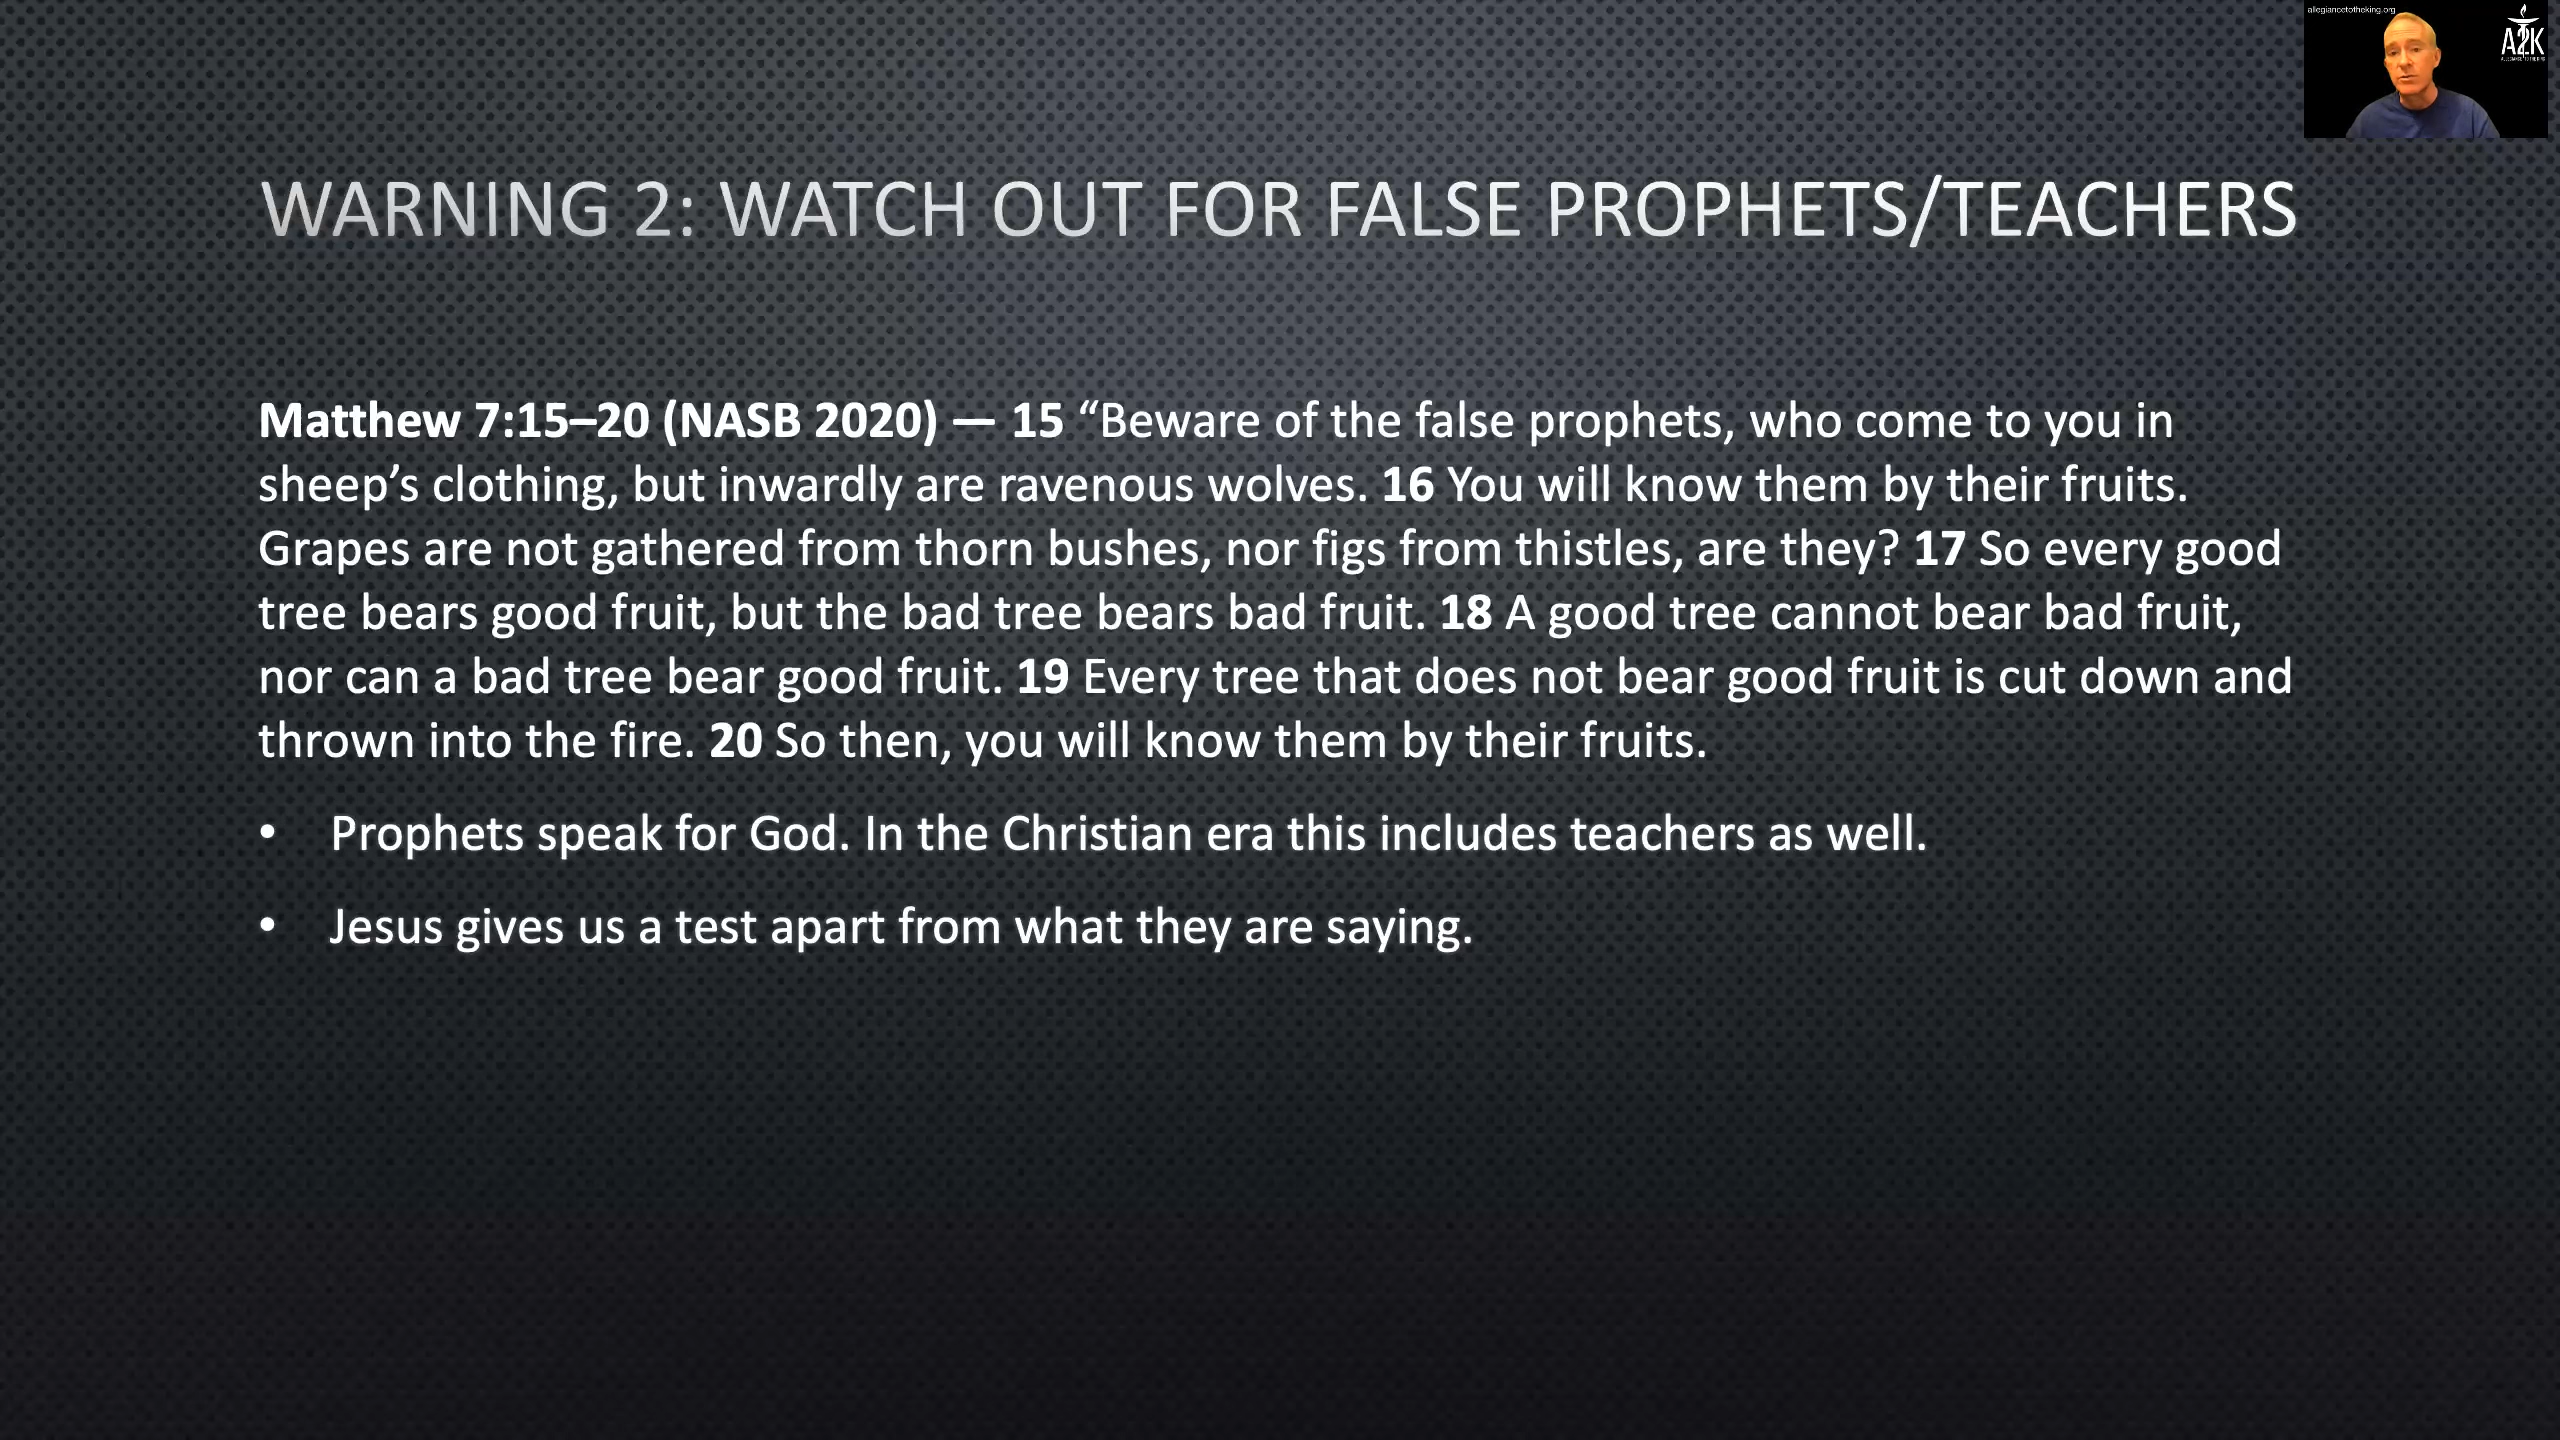 allegiancetotheking.org
A2K
ALLEGIANCE TO THE KING
WARNING 2: WATCH OUT FOR FALSE PROPHETS/TEACHERS
Matthew 7:15–20 (NASB 2020) — 15 “Beware of the false prophets, who come to you in
sheep’s clothing, but inwardly are ravenous wolves. 16 You will know them by their fruits.
Grapes are not gathered from thorn bushes, nor figs from thistles, are they? 17 So every good
tree bears good fruit, but the bad tree bears bad fruit. 18 A good tree cannot bear bad fruit,
nor can a bad tree bear good fruit. 19 Every tree that does not bear good fruit is cut down and
thrown into the fire. 20 So then, you will know them by their fruits.
• Prophets speak for God. In the Christian era this includes teachers as well.
• Jesus gives us a test apart from what they are saying.